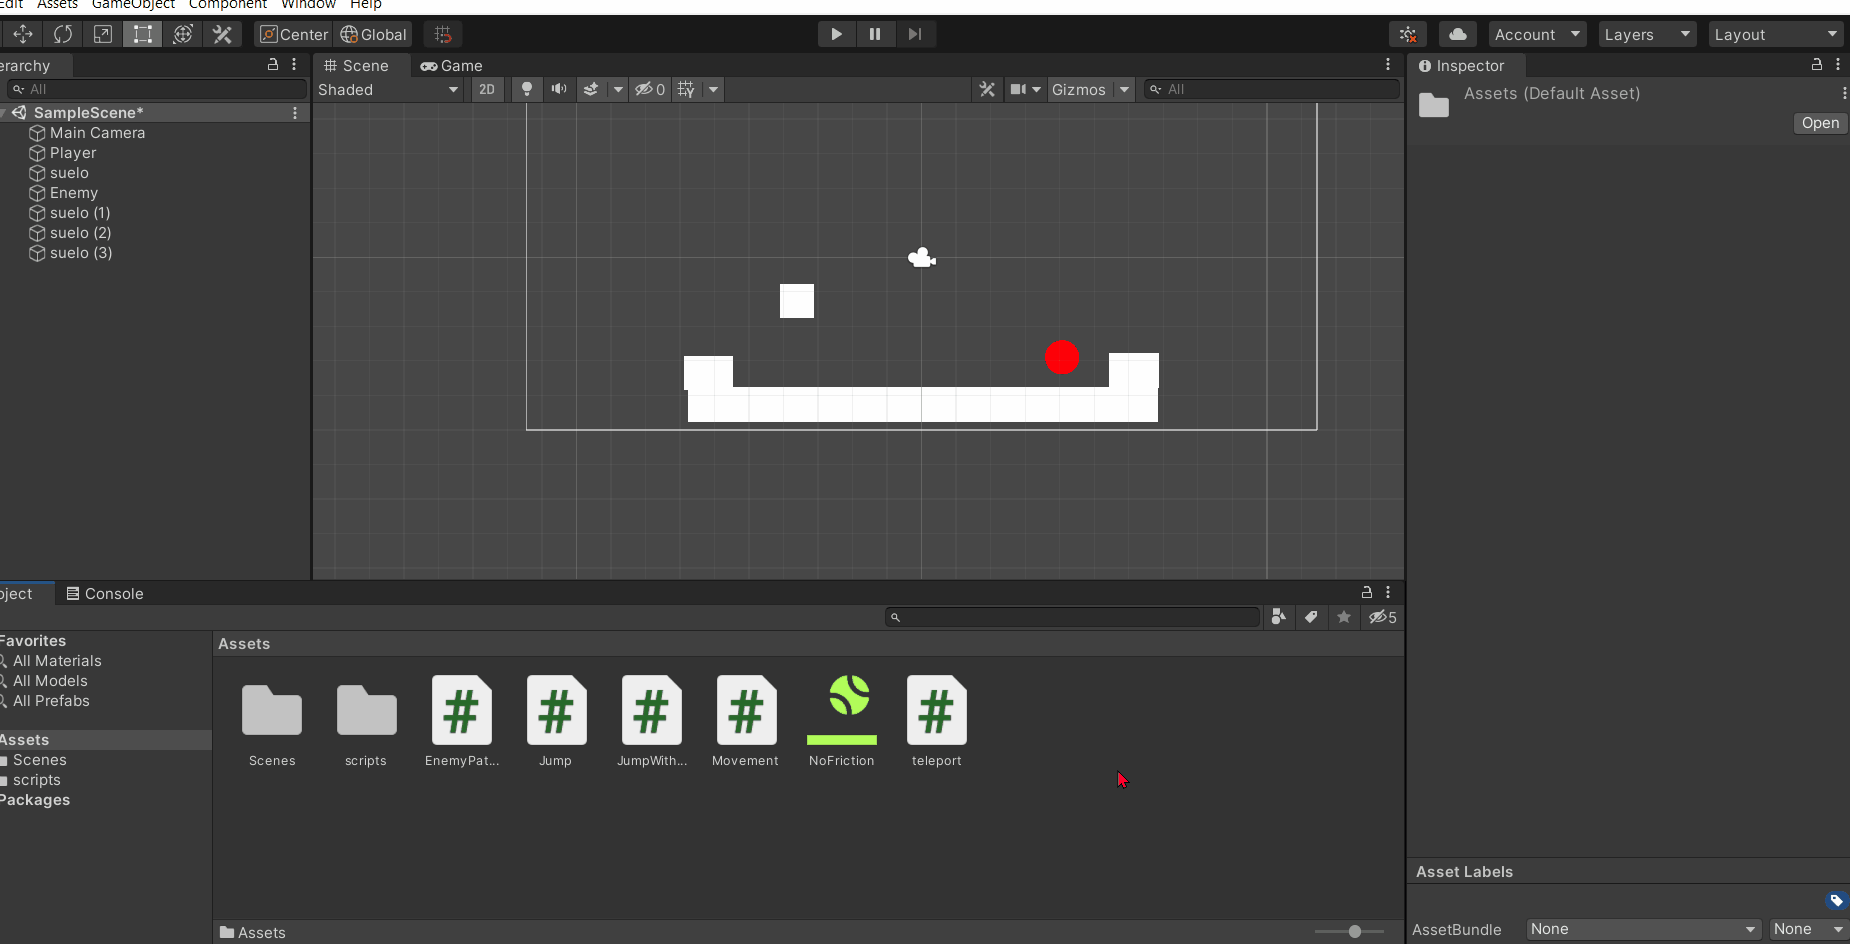 Edit Assets GameObject Component Window Help
Center Global Account Layers Layout
erarchy
All
SampleScene*
Main Camera
Player
suelo
Enemy
suelo (1)
suelo (2)
suelo (3)
Scene Game
Shaded 2D 0 Gizmos All
Inspector
Assets (Default Asset)
Open
oject Console
5
Favorites
All Materials
All Models
All Prefabs
Assets
Scenes
scripts
Packages
Assets
Scenes scripts EnemyPat... Jump JumpWith... Movement NoFriction teleport
Assets
Asset Labels
AssetBundle None None